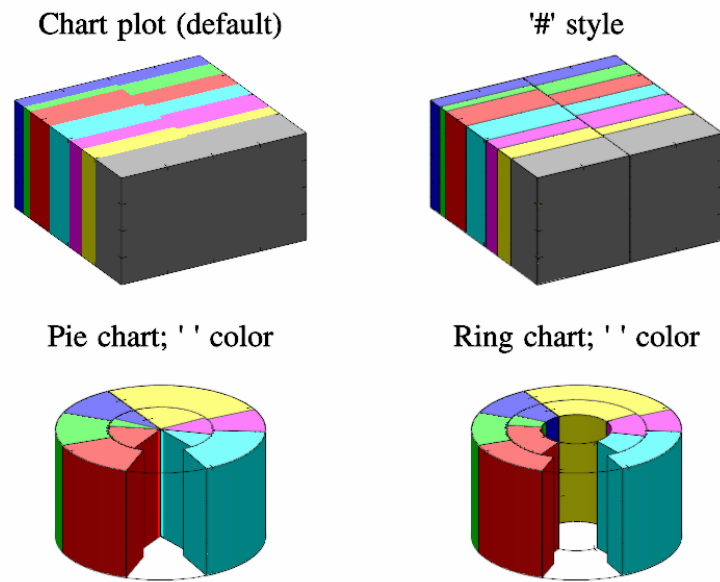 Chart plot (default)
'#' style
Pie chart; ' ' color
Ring chart; ' ' color